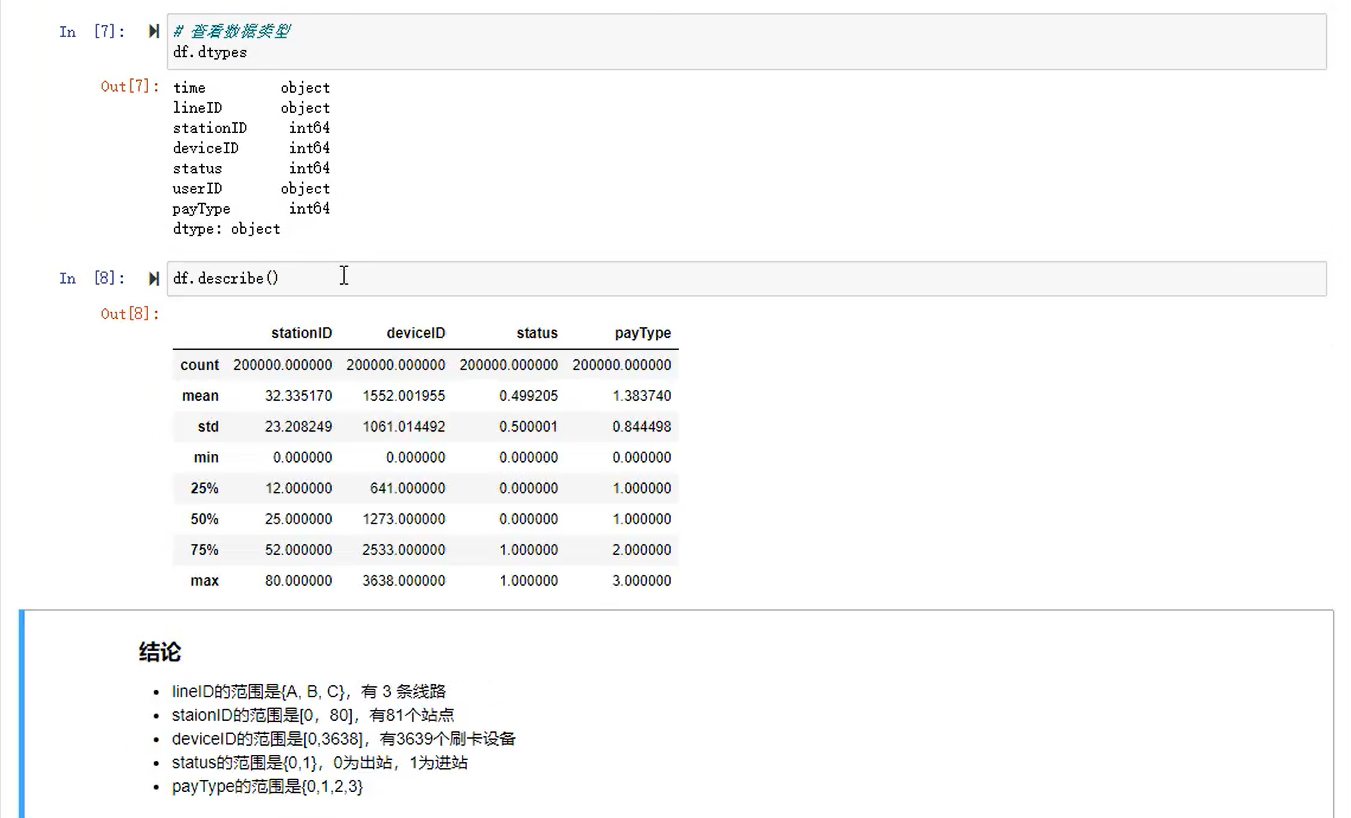 In [7]: # 查看数据类型
df.dtypes
Out[7]: time object
lineID object
stationID int64
deviceID int64
status int64
userID object
payType int64
dtype: object
In [8]: df.describe()
Out[8]:
stationID deviceID status payType
count 200000.000000 200000.000000 200000.000000 200000.000000
mean 32.335170 1552.001955 0.499205 1.383740
std 23.208249 1061.014492 0.500001 0.844498
min 0.000000 0.000000 0.000000 0.000000
25% 12.000000 641.000000 0.000000 1.000000
50% 25.000000 1273.000000 0.000000 1.000000
75% 52.000000 2533.000000 1.000000 2.000000
max 80.000000 3638.000000 1.000000 3.000000
结论
• lineID的范围是{A, B, C}，有 3 条线路
• staionID的范围是[0，80]，有81个站点
• deviceID的范围是[0,3638]，有3639个刷卡设备
• status的范围是{0,1}，0为出站，1为进站
• payType的范围是{0,1,2,3}